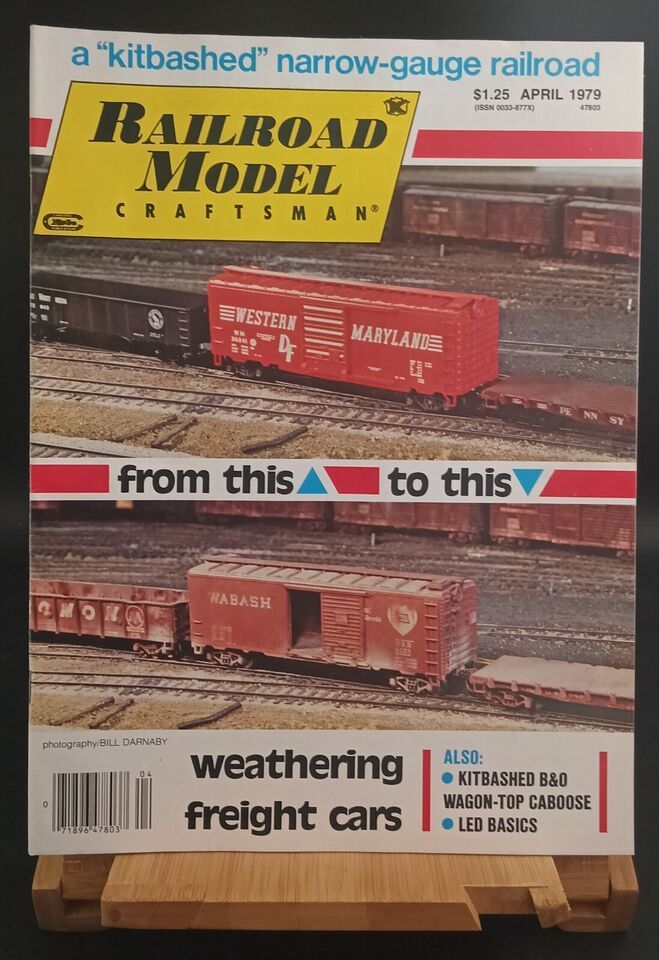 a "kitbashed" narrow-gauge railroad
$1.25 APRIL 1979
(ISSN 0033-877X) 47803
RAILROAD
MODEL
CRAFTSMAN®
WESTERN MARYLAND
WM
DF
PENNSY
from this to this
WABASH
photography/BILL DARNABY
weathering
freight cars
ALSO:
KITBASHED B&O
WAGON-TOP CABOOSE
LED BASICS
04
0 71896 47803